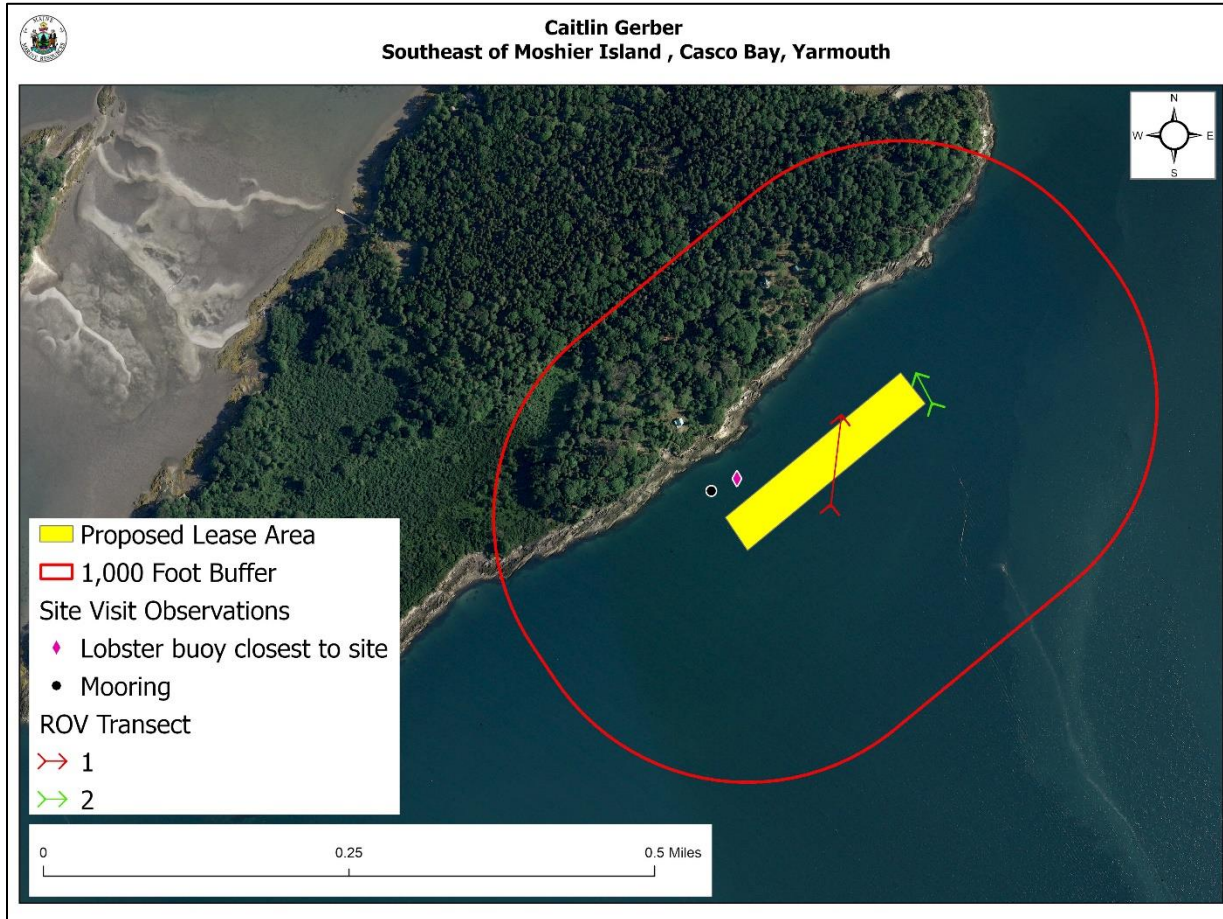 Caitlin Gerber
Southeast of Moshier Island , Casco Bay, Yarmouth
N
W E
S
Proposed Lease Area
1,000 Foot Buffer
Site Visit Observations
Lobster buoy closest to site
Mooring
ROV Transect
1
2
0 0.25 0.5 Miles